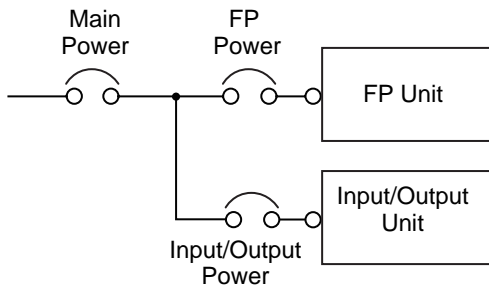 Main
Power
FP
Power
FP Unit
Input/Output
Unit
Input/Output
Power